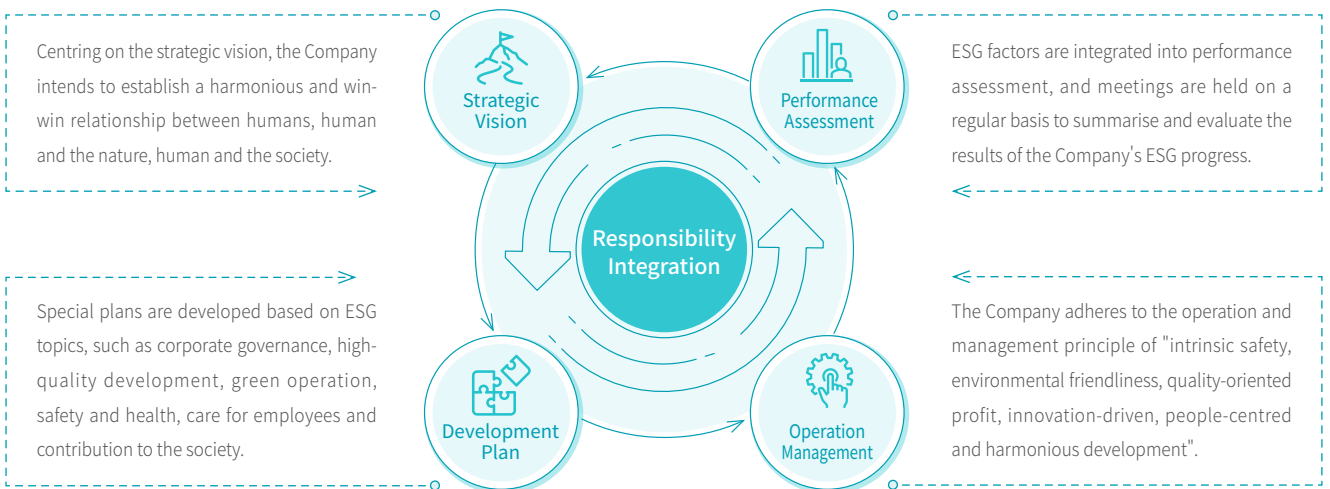 Centring on the strategic vision, the Company
intends to establish a harmonious and win-
win relationship between humans, human
and the nature, human and the society.
Strategic
Vision
Performance
Assessment
ESG factors are integrated into performance
assessment, and meetings are held on a
regular basis to summarise and evaluate the
results of the Company's ESG progress.
Responsibility
Integration
Special plans are developed based on ESG
topics, such as corporate governance, high-
quality development, green operation,
safety and health, care for employees and
contribution to the society.
Development
Plan
Operation
Management
The Company adheres to the operation and
management principle of "intrinsic safety,
environmental friendliness, quality-oriented
profit, innovation-driven, people-centred
and harmonious development".